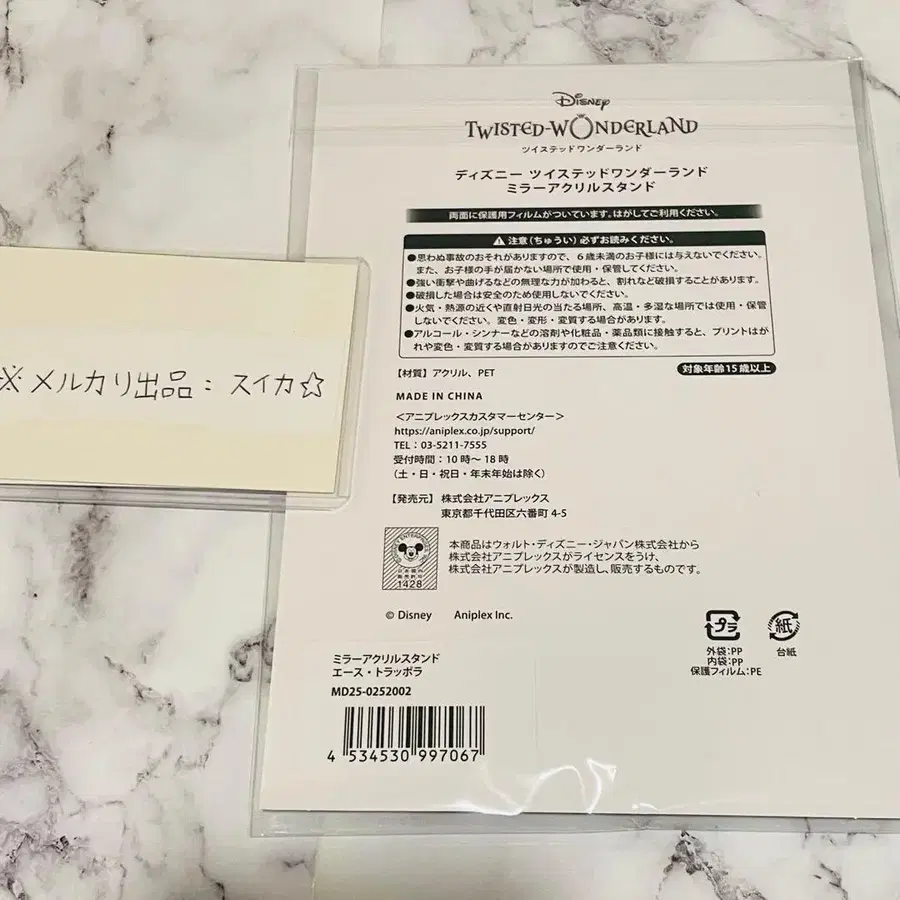 ※メルカリ出品：スイカ☆
Disney
TWISTED-WONDERLAND
ツイステッドワンダーランド
ディズニー ツイステッドワンダーランド
ミラーアクリルスタンド
両面に保護用フィルムがついています。はがしてご利用ください。
注意(ちゅうい)必ずお読みください。
●思わぬ事故のおそれがありますので、6歳未満のお子様には与えないでください。
また、お子様の手が届かない場所で使用・保管してください。
●強い衝撃や曲げるなどの無理な力が加わると、割れなど破損することがあります。
●破損した場合は安全のため使用しないでください。
●火気・熱源の近くや直射日光の当たる場所、高温・多湿な場所では使用・保管
しないでください。変色・変形・変質する場合があります。
●アルコール・シンナーなどの溶剤や化粧品・薬品類に接触すると、プリントはが
れや変色・変質する場合がありますのでご注意ください。
【材質】アクリル、PET
対象年齢15歳以上
MADE IN CHINA
＜アニプレックスカスタマーセンター＞
https://aniplex.co.jp/support/
TEL：03-5211-7555
受付時間：10時〜18時
(土・日・祝日・年末年始は除く)
【発売元】株式会社アニプレックス
東京都千代田区六番町 4-5
1428
本商品はウォルト・ディズニー・ジャパン株式会社から
株式会社アニプレックスがライセンスをうけ、
株式会社アニプレックスが製造し、販売するものです。
© Disney Aniplex Inc.
プラ
外袋：PP
内袋：PP
保護フィルム：PE
紙
台紙
ミラーアクリルスタンド
エース・トラッポラ
MD25-0252002
4 534530 997067